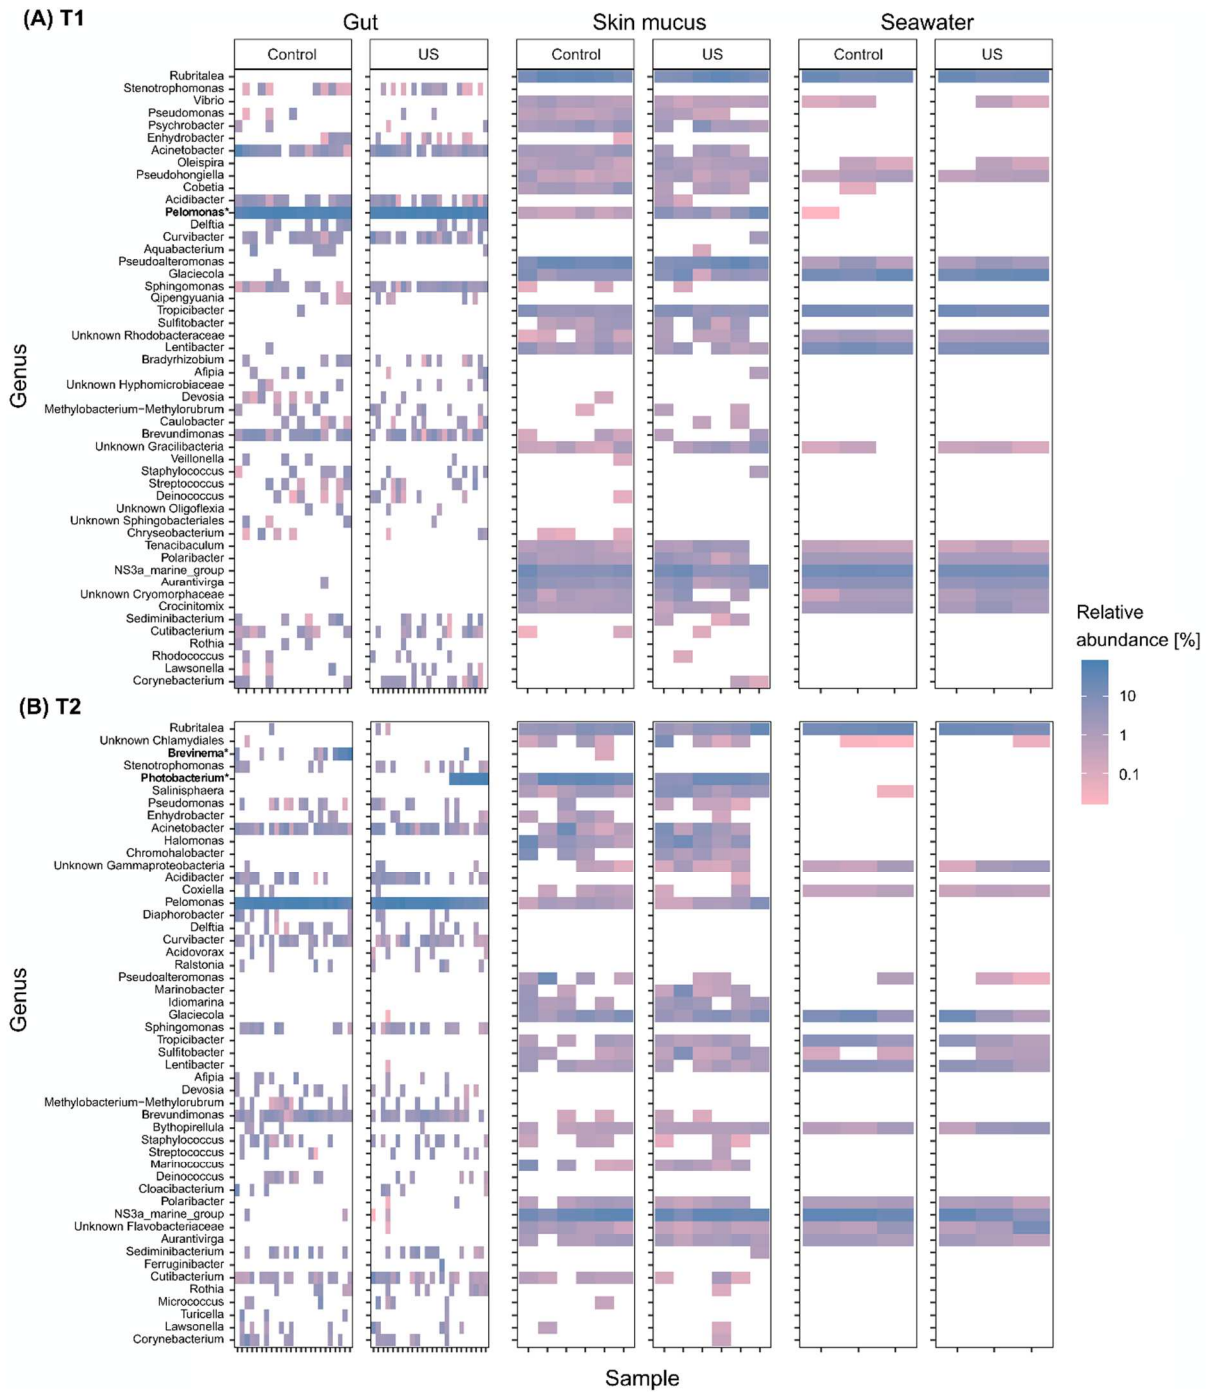 (A) T1
Gut
Skin mucus
Seawater
Control
US
Control
US
Control
US
Genus
Rubritalea
Stenotrophomonas
Vibrio
Pseudomonas
Psychrobacter
Enhydrobacter
Acinetobacter
Oleispira
Pseudohongiella
Cobetia
Acidibacter
Pelomonas*
Delftia
Curvibacter
Aquabacterium
Pseudoalteromonas
Glaciecola
Sphingomonas
Qipengyuania
Tropicibacter
Sulfitobacter
Unknown Rhodobacteraceae
Lentibacter
Bradyrhizobium
Afipia
Unknown Hyphomicrobiaceae
Devosia
Methylobacterium−Methylorubrum
Caulobacter
Brevundimonas
Unknown Gracilibacteria
Veillonella
Staphylococcus
Streptococcus
Deinococcus
Unknown Oligoflexia
Unknown Sphingobacteriales
Chryseobacterium
Tenacibaculum
Polaribacter
NS3a_marine_group
Aurantivirga
Unknown Cryomorphaceae
Crocinitomix
Sediminibacterium
Cutibacterium
Rothia
Rhodococcus
Lawsonella
Corynebacterium
Relative
abundance [%]
10
1
0.1
(B) T2
Genus
Rubritalea
Unknown Chlamydiales
Brevinema*
Stenotrophomonas
Photobacterium*
Salinisphaera
Pseudomonas
Enhydrobacter
Acinetobacter
Halomonas
Chromohalobacter
Unknown Gammaproteobacteria
Acidibacter
Coxiella
Pelomonas
Diaphorobacter
Delftia
Curvibacter
Acidovorax
Ralstonia
Pseudoalteromonas
Marinobacter
Idiomarina
Glaciecola
Sphingomonas
Tropicibacter
Sulfitobacter
Lentibacter
Afipia
Devosia
Methylobacterium−Methylorubrum
Brevundimonas
Bythopirellula
Staphylococcus
Streptococcus
Marinococcus
Deinococcus
Cloacibacterium
Polaribacter
NS3a_marine_group
Unknown Flavobacteriaceae
Aurantivirga
Sediminibacterium
Ferruginibacter
Cutibacterium
Rothia
Micrococcus
Turicella
Lawsonella
Corynebacterium
Sample